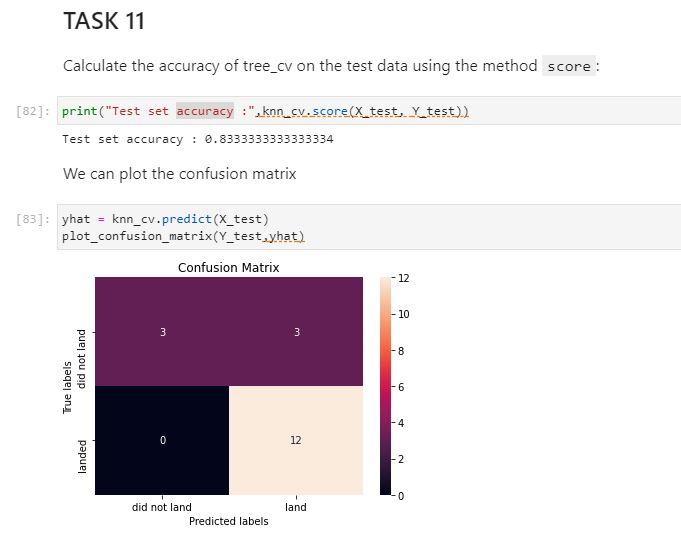 TASK 11
Calculate the accuracy of tree_cv on the test data using the method score :
[82]: print("Test set accuracy :",knn_cv.score(X_test, Y_test))
Test set accuracy : 0.8333333333333334
We can plot the confusion matrix
[83]: yhat = knn_cv.predict(X_test)
plot_confusion_matrix(Y_test,yhat)
Confusion Matrix
True labels
did not land
landed
3
3
0
12
did not land
land
Predicted labels
12
10
8
6
4
2
0